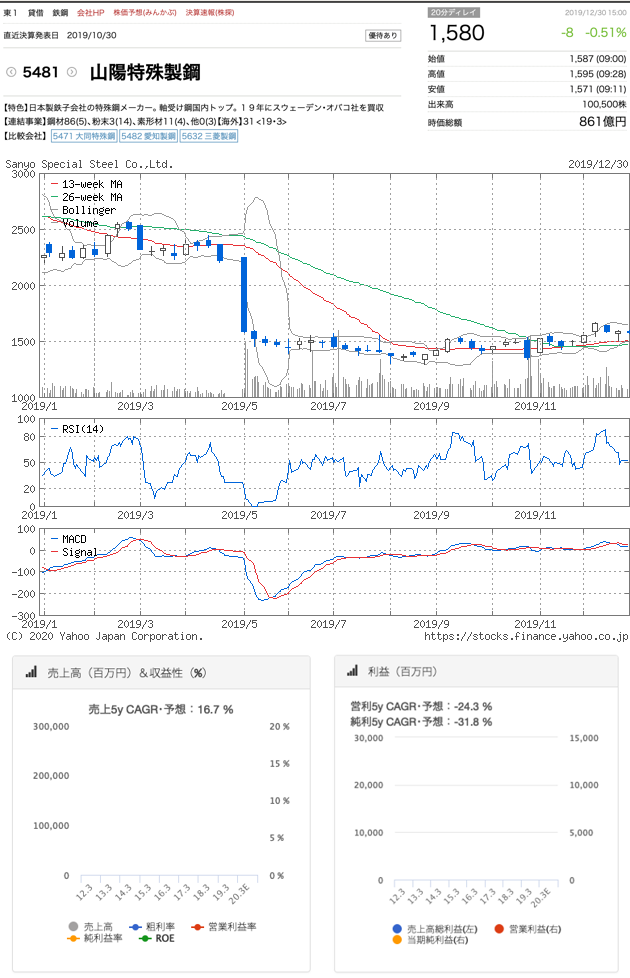 東1 貸借 鉄鋼 会社HP 株価予想(みんかぶ) 決算速報(株探)
直近決算発表日 2019/10/30 優待あり
5481 山陽特殊製鋼
【特色】日本製鉄子会社の特殊鋼メーカー。軸受け鋼国内トップ。１９年にスウェーデン・オバコ社を買収
【連結事業】鋼材86(5)、粉末3(14)、素形材11(4)、他0(3)【海外】31 <19・3>
【比較会社】 5471 大同特殊鋼 5482 愛知製鋼 5632 三菱製鋼
20分ディレイ 2019/12/30 15:00
1,580 -8 -0.51%
始値 1,587 (09:00)
高値 1,595 (09:28)
安値 1,571 (09:11)
出来高 100,500株
時価総額 861億円
Sanyo Special Steel Co.,Ltd. 2019/12/30
3000
2500
2000
1500
1000
13-week MA
26-week MA
Bollinger
Volume
2019/1 2019/3 2019/5 2019/7 2019/9 2019/11
100
80
50
20
0
RSI(14)
2019/1 2019/3 2019/5 2019/7 2019/9 2019/11
100
0
-100
-200
-300
MACD
Signal
2019/1 2019/3 2019/5 2019/7 2019/9 2019/11
(C) 2020 Yahoo Japan Corporation. https://stocks.finance.yahoo.co.jp
売上高（百万円）＆収益性（%）
売上5y CAGR・予想：16.7 %
300,000 20 %
200,000 15 %
10 %
100,000 5 %
0 0 %
12.3 13.3 14.3 15.3 16.3 17.3 18.3 19.3 20.3E
売上高 粗利率 営業利益率
純利益率 ROE
利益（百万円）
営利5y CAGR・予想：-24.3 %
純利5y CAGR・予想：-31.8 %
30,000 15,000
20,000 10,000
10,000 5,000
0 0
12.3 13.3 14.3 15.3 16.3 17.3 18.3 19.3 20.3E
売上高総利益(左) 営業利益(右)
当期純利益(右)